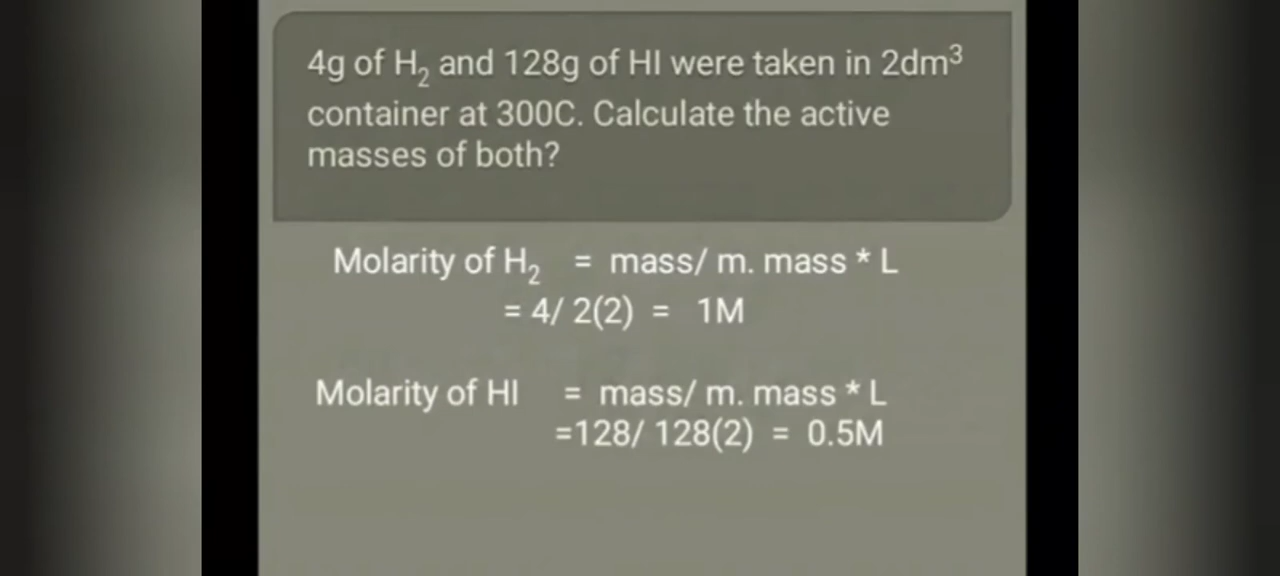 4g of H₂ and 128g of HI were taken in 2dm³
container at 300C. Calculate the active
masses of both?
Molarity of H₂ = mass/ m. mass * L
= 4/ 2(2) = 1M
Molarity of HI = mass/ m. mass * L
=128/ 128(2) = 0.5M